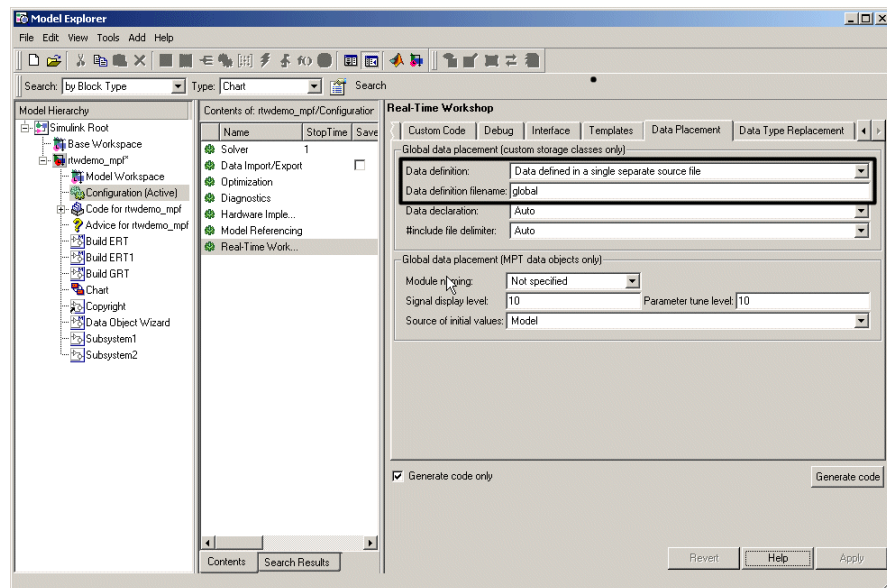 Model Explorer
File Edit View Tools Add Help
Search: by Block Type Type: Chart Search
Model Hierarchy
Simulink Root
Base Workspace
rtwdemo_mpf*
Model Workspace
Configuration (Active)
Code for rtwdemo_mpf
Advice for rtwdemo_mpf
Build ERT
Build ERT1
Build GRT
Chart
Copyright
Data Object Wizard
Subsystem1
Subsystem2
Contents of: rtwdemo_mpf/Configuration
Name StopTime Save
Solver 1
Data Import/Export
Optimization
Diagnostics
Hardware Imple...
Model Referencing
Real-Time Work...
Contents Search Results
Real-Time Workshop
Custom Code Debug Interface Templates Data Placement Data Type Replacement
Global data placement (custom storage classes only)
Data definition: Data defined in a single separate source file
Data definition filename: global
Data declaration: Auto
#include file delimiter: Auto
Global data placement (MPT data objects only)
Module naming: Not specified
Signal display level: 10 Parameter tune level: 10
Source of initial values: Model
Generate code only Generate code
Revert Help Apply